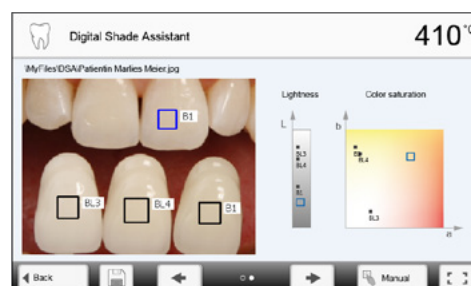 Digital Shade Assistant
410 °C
\MyFiles\DSA\Patientin Marlies Meier.jpg
B1
BL3
BL4
B1
Lightness
L
BL3
BL4
B1
Color saturation
b
BL4
BL3
a
Back
Manual